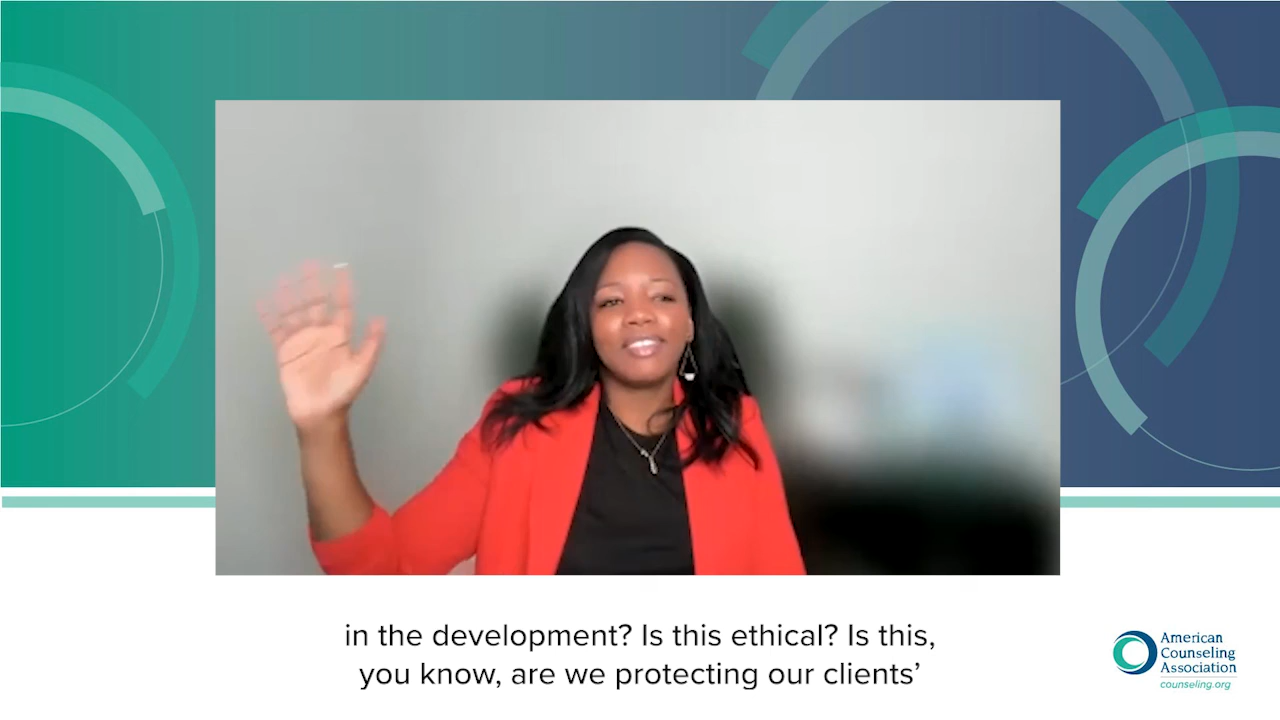 in the development? Is this ethical? Is this,
you know, are we protecting our clients’
American
Counseling
Association
counseling.org